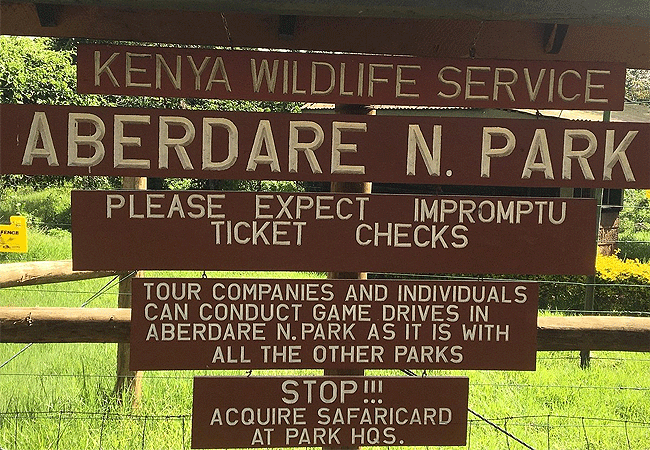 KENYA WILDLIFE SERVICE
ABERDARE N. PARK
PLEASE EXPECT IMPROMPTU
TICKET CHECKS
TOUR COMPANIES AND INDIVIDUALS
CAN CONDUCT GAME DRIVES IN
ABERDARE N. PARK AS IT IS WITH
ALL THE OTHER PARKS
STOP!!!
ACQUIRE SAFARICARD
AT PARK HQS.
FENCE